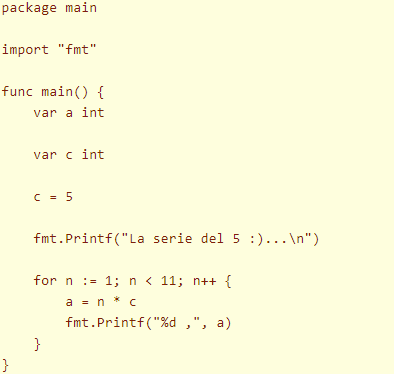 package main
import "fmt"
func main() {
var a int
var c int
c = 5
fmt.Printf("La serie del 5 :)...\n")
for n := 1; n < 11; n++ {
a = n * c
fmt.Printf("%d ,", a)
}
}